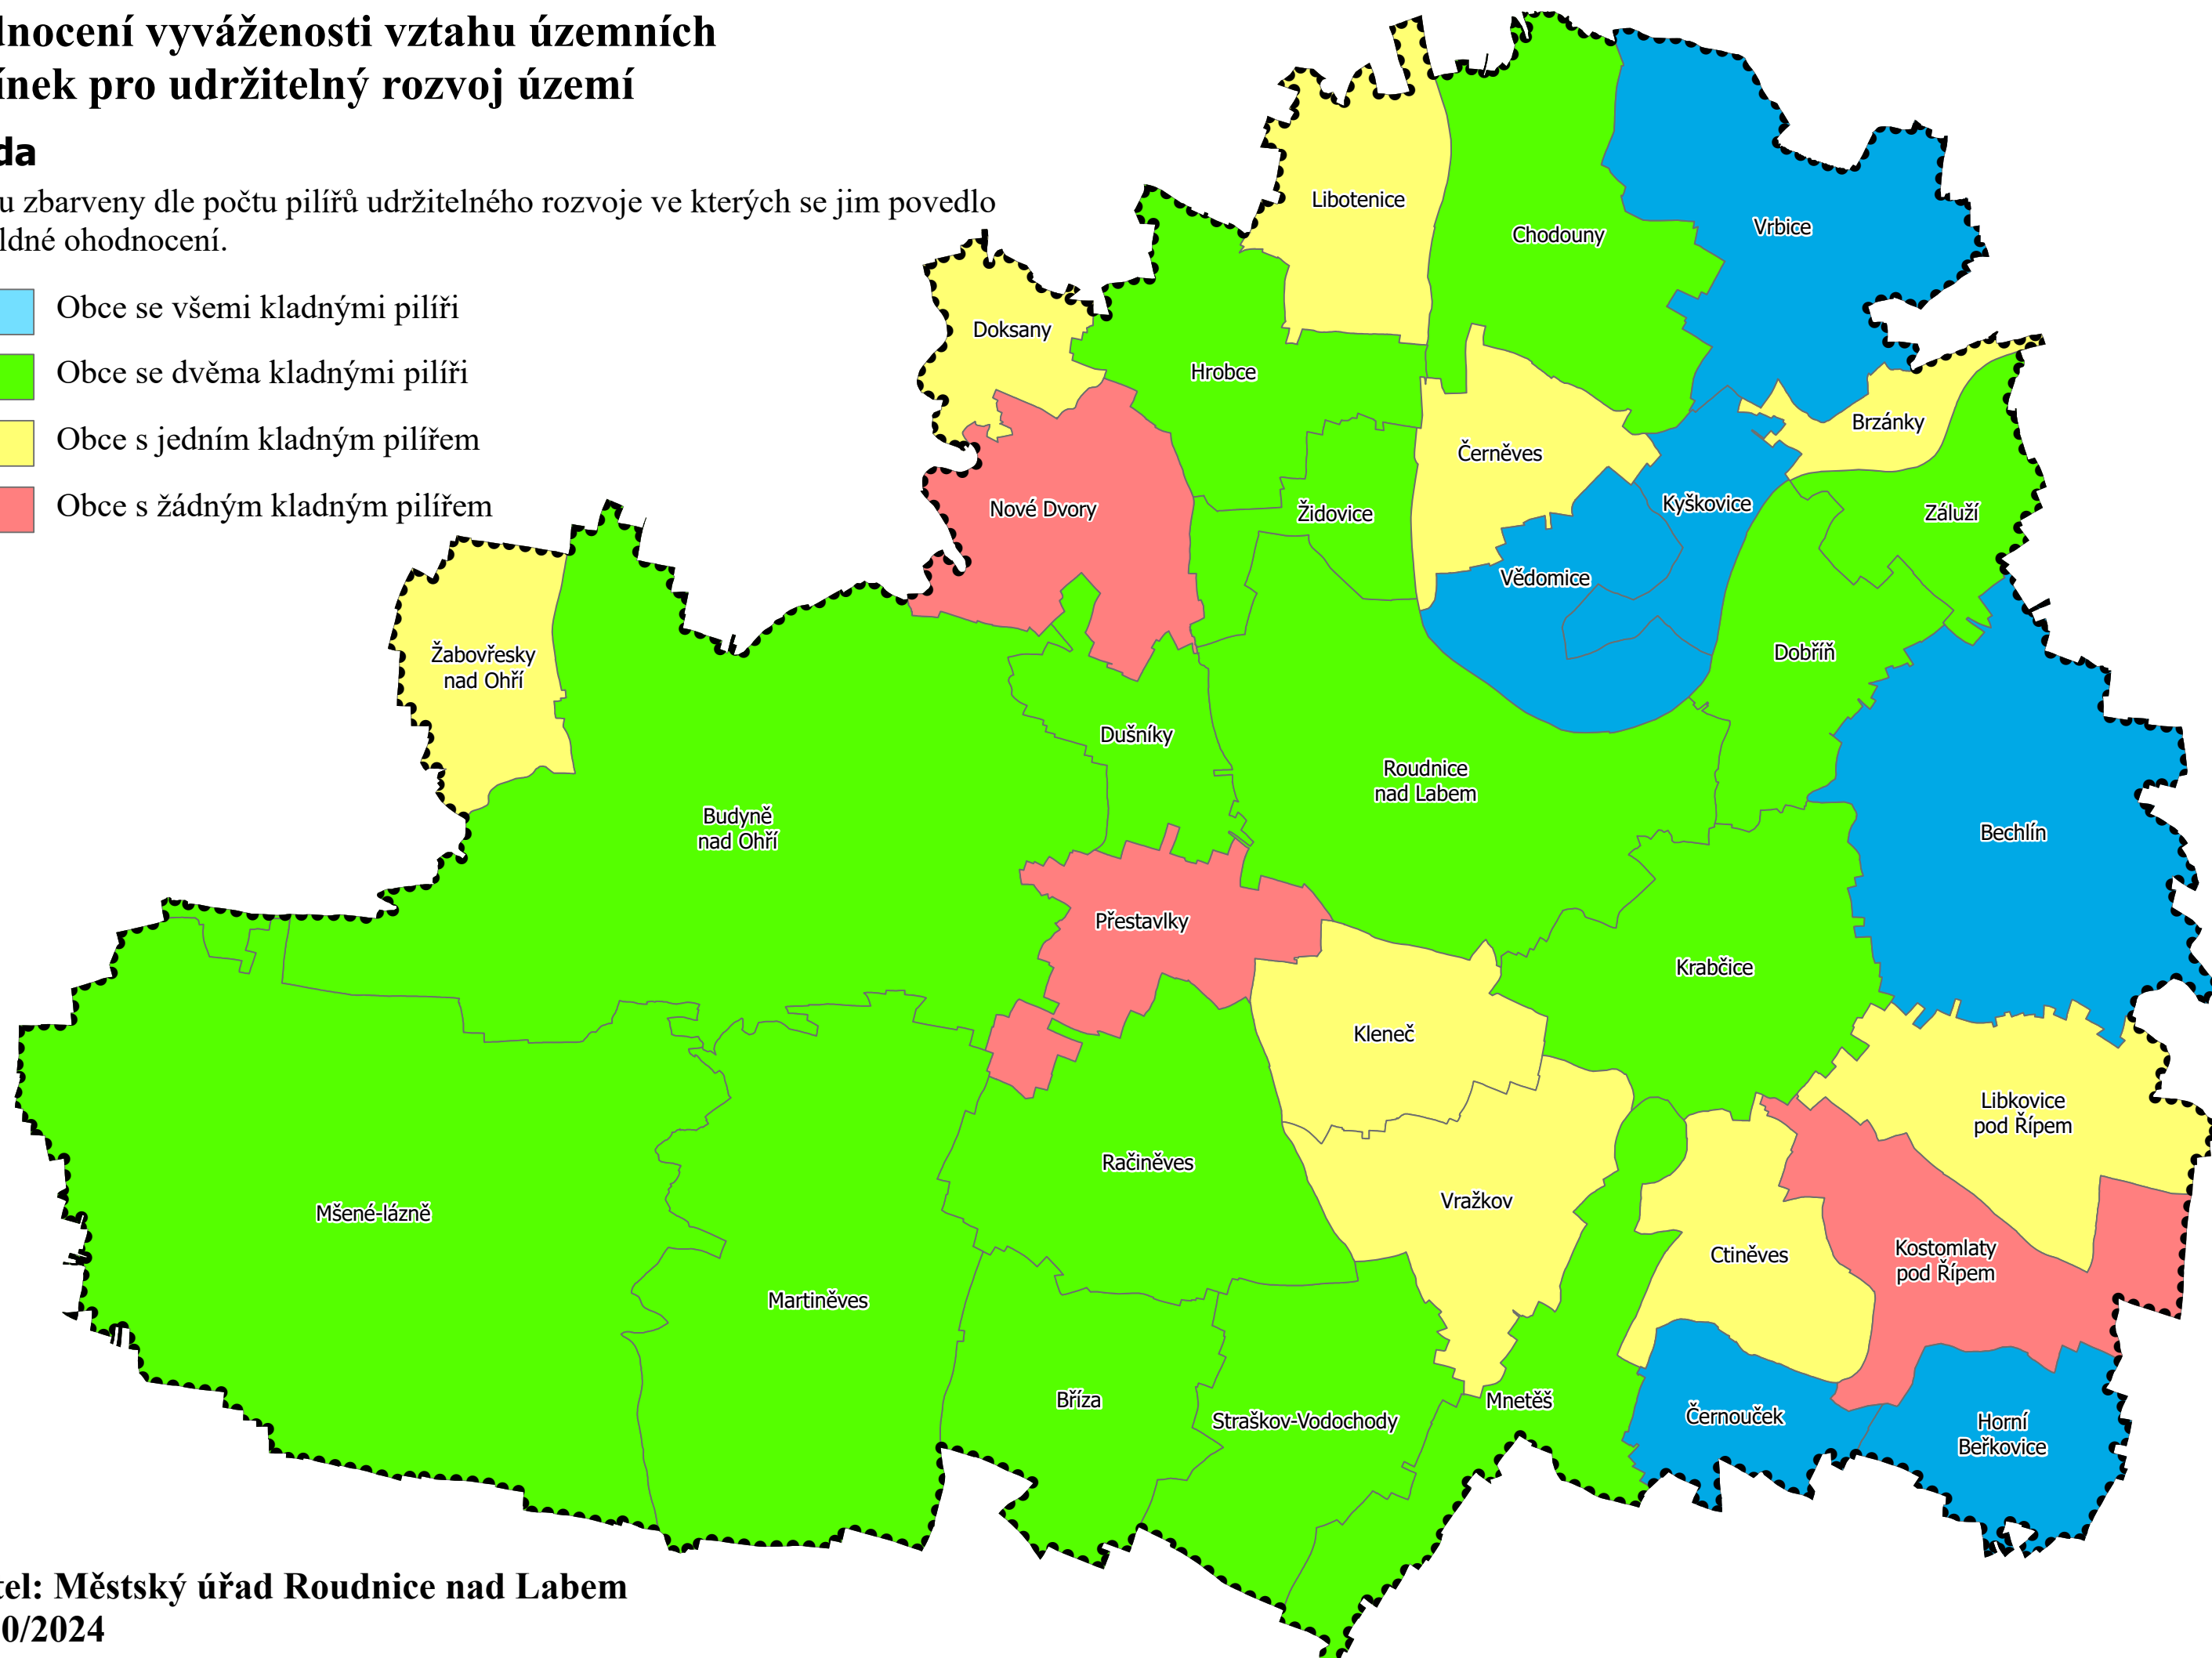 dnocení vyváženosti vztahu územních
ínek pro udržitelný rozvoj území
da
u zbarveny dle počtu pilířů udržitelného rozvoje ve kterých se jim povedlo
ldné ohodnocení.
Obce se všemi kladnými pilíři
Obce se dvěma kladnými pilíři
Obce s jedním kladným pilířem
Obce s žádným kladným pilířem
Libotenice
Chodouny
Vrbice
Doksany
Hrobce
Brzánky
Černěves
Nové Dvory
Židovice
Kyškovice
Záluží
Vědomice
Žabovřesky
nad Ohří
Dobříň
Dušníky
Roudnice
nad Labem
Budyně
nad Ohří
Bechlín
Přestavlky
Krabčice
Kleneč
Libkovice
pod Řípem
Račiněves
Vražkov
Mšené-lázně
Ctiněves
Kostomlaty
pod Řípem
Martiněves
Bříza
Straškov-Vodochody
Mnetěš
Černouček
Horní
Beřkovice
tel: Městský úřad Roudnice nad Labem
0/2024